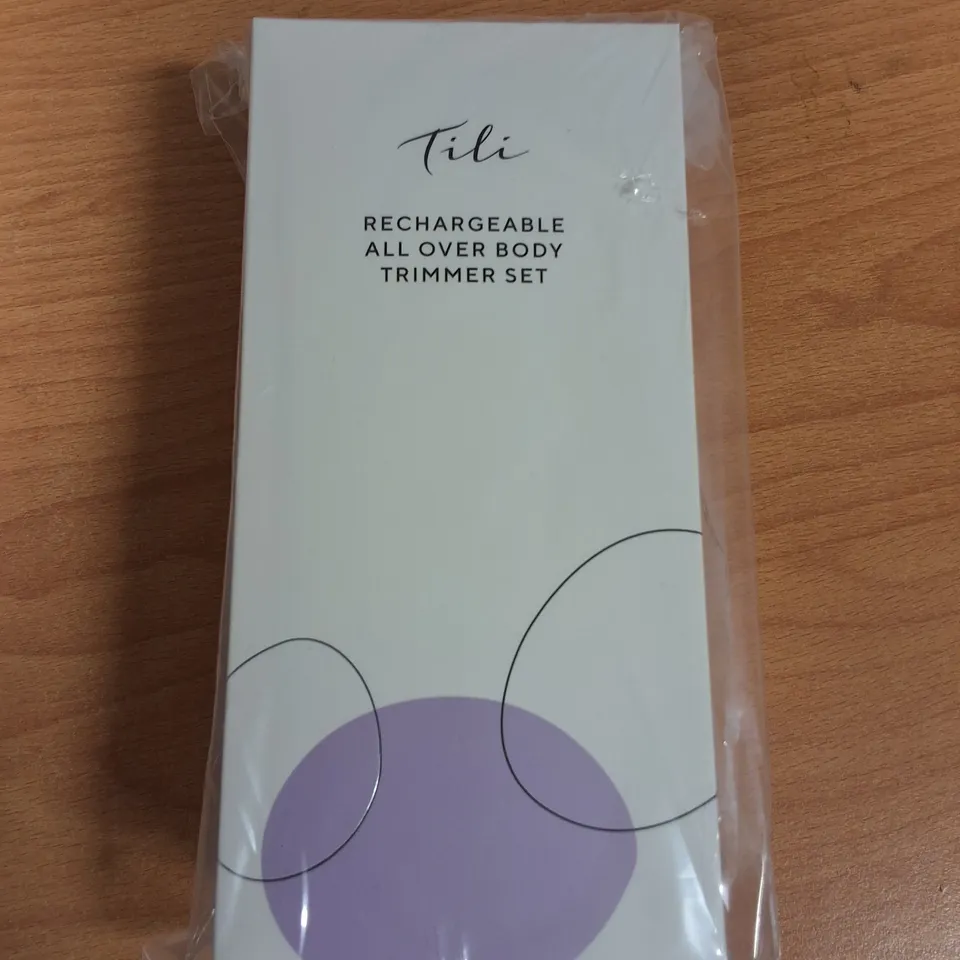 Tili
RECHARGEABLE
ALL OVER BODY
TRIMMER SET